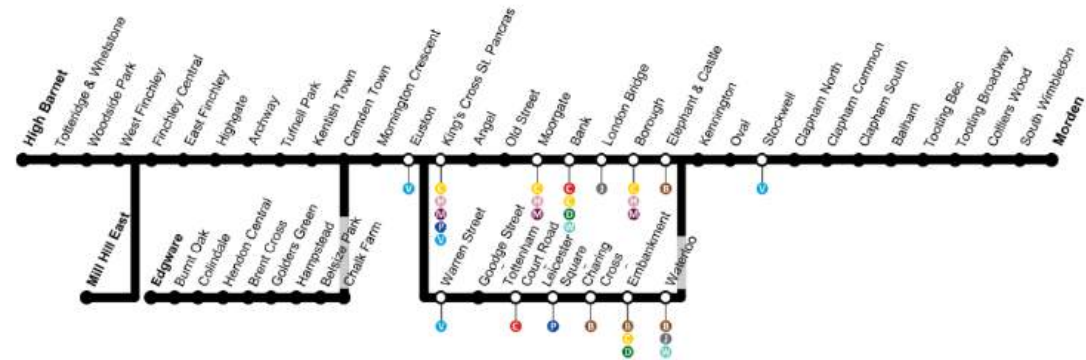 High Barnet
Totteridge & Whetstone
Woodside Park
West Finchley
Finchley Central
East Finchley
Highgate
Archway
Tufnell Park
Kentish Town
Camden Town
Mornington Crescent
Euston
King's Cross St. Pancras
Angel
Old Street
Moorgate
Bank
London Bridge
Borough
Elephant & Castle
Kennington
Oval
Stockwell
Clapham North
Clapham Common
Clapham South
Balham
Tooting Bec
Tooting Broadway
Colliers Wood
South Wimbledon
Morden
V
C
H
M
P
V
C
H
M
C
C
D
W
J
C
H
M
B
V
Mill Hill East
Edgware
Burnt Oak
Colindale
Hendon Central
Brent Cross
Golders Green
Hampstead
Belsize Park
Chalk Farm
Warren Street
Goodge Street
Tottenham
Court Road
Leicester
Square
Charing
Cross
Embankment
Waterloo
V
C
P
B
B
C
D
B
J
W